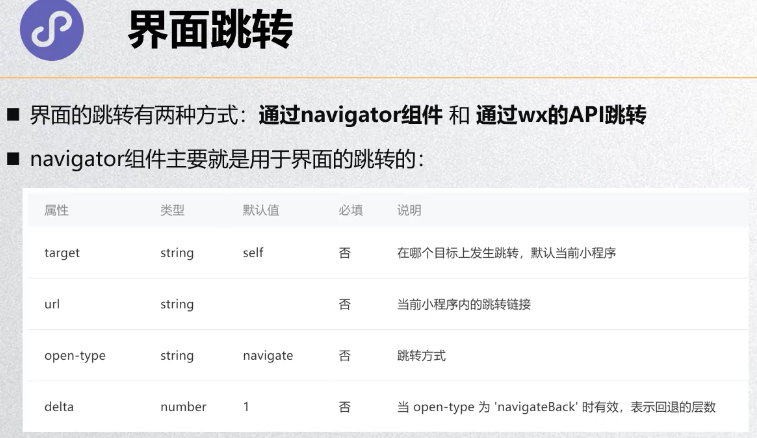 界面跳转
■ 界面的跳转有两种方式：通过navigator组件 和 通过wx的API跳转
■ navigator组件主要就是用于界面的跳转的：
属性 类型 默认值 必填 说明
target string self 否 在哪个目标上发生跳转，默认当前小程序
url string 否 当前小程序内的跳转链接
open-type string navigate 否 跳转方式
delta number 1 否 当 open-type 为 'navigateBack' 时有效，表示回退的层数